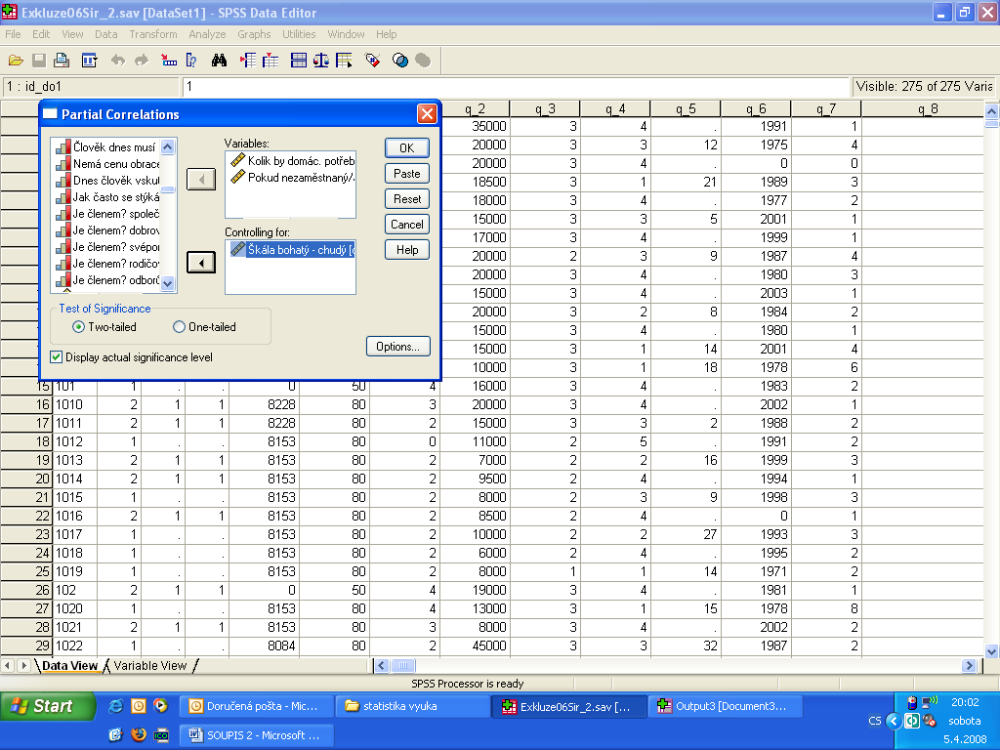 Exkluze06Sir_2.sav [DataSet1] - SPSS Data Editor
File Edit View Data Transform Analyze Graphs Utilities Window Help
1 : id_do1 1 Visible: 275 of 275 Varia
q_2 q_3 q_4 q_5 q_6 q_7 q_8
Partial Correlations
Člověk dnes musí
Nemá cenu obrace
Dnes člověk vskut
Jak často se stýká
Je členem? společ
Je členem? dobrov
Je členem? svépor
Je členem? rodičov
Je členem? odborů
Variables:
Kolik by domác. potřeb
Pokud nezaměstnaný/
Controlling for:
Škála bohatý - chudý [
OK
Paste
Reset
Cancel
Help
Test of Significance
Two-tailed One-tailed
Display actual significance level
Options...
35000 3 4 . 1991 1
20000 3 3 12 1975 4
20000 3 4 . 0 0
18500 3 1 21 1989 3
18000 3 4 . 1977 2
15000 3 3 5 2001 1
17000 3 4 . 1999 1
20000 2 3 9 1987 4
20000 3 4 . 1980 3
15000 3 4 . 2003 1
20000 3 2 8 1984 2
15000 3 4 . 1980 1
15000 3 1 14 2001 4
10000 3 1 18 1978 6
15 101 1 . . 0 50 4 16000 3 4 . 1983 2
16 1010 2 1 1 8228 80 3 20000 3 4 . 2002 1
17 1011 2 1 1 8228 80 2 15000 3 3 2 1988 2
18 1012 1 . . 8153 80 0 11000 2 5 . 1991 2
19 1013 2 1 1 8153 80 2 7000 2 2 16 1999 3
20 1014 2 1 1 8153 80 2 9500 2 4 . 1994 1
21 1015 1 . . 8153 80 2 8000 2 3 9 1998 3
22 1016 2 1 1 8153 80 2 8500 2 4 . 0 1
23 1017 1 . . 8153 80 2 10000 2 2 27 1993 3
24 1018 1 . . 8153 80 2 6000 2 4 . 1995 2
25 1019 1 . . 8153 80 2 8000 1 1 14 1971 2
26 102 2 1 1 0 50 4 19000 3 4 . 1981 1
27 1020 1 . . 8153 80 4 13000 3 1 15 1978 8
28 1021 2 1 1 8153 80 3 8000 3 4 . 2002 2
29 1022 1 . . 8084 80 2 45000 3 3 32 1987 2
Data View Variable View
SPSS Processor is ready
Start
Doručená pošta - Mic...
statistika vyuka
Exkluze06Sir_2.sav [...
Output3 [Document3...
SOUPIS 2 - Microsoft ...
CS
20:02
sobota
5.4.2008